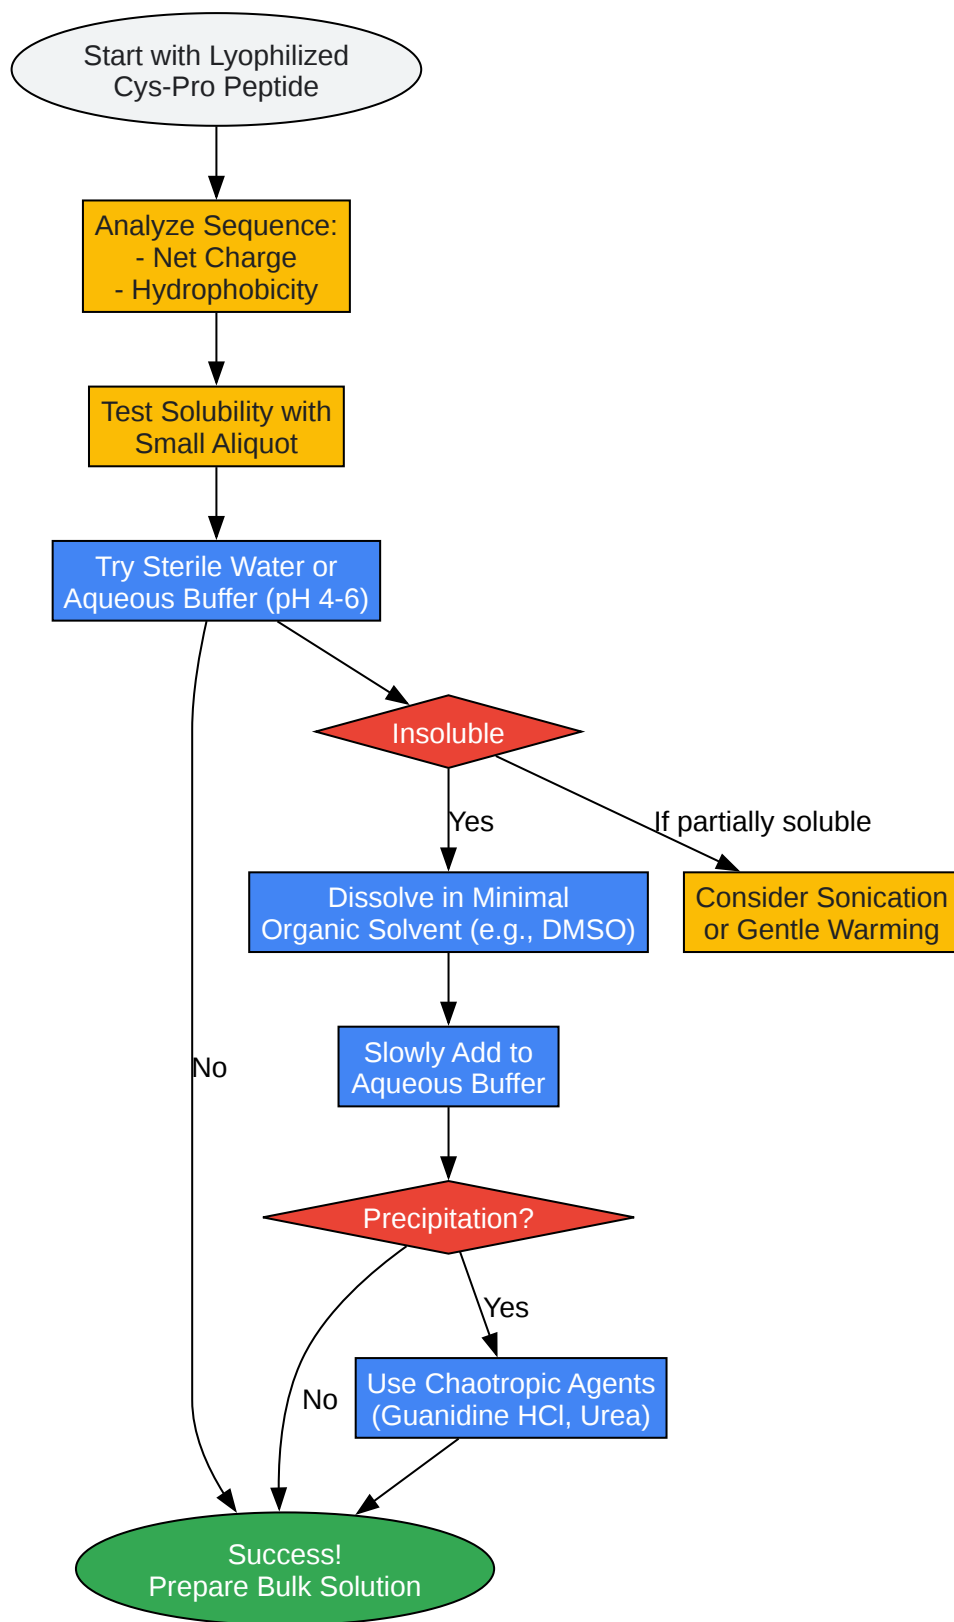 Start with Lyophilized
Cys-Pro Peptide
Analyze Sequence:
- Net Charge
- Hydrophobicity
Test Solubility with
Small Aliquot
Try Sterile Water or
Aqueous Buffer (pH 4-6)
Insoluble
Yes
If partially soluble
Dissolve in Minimal
Organic Solvent (e.g., DMSO)
Consider Sonication
or Gentle Warming
Slowly Add to
Aqueous Buffer
No
Precipitation?
Yes
No
Use Chaotropic Agents
(Guanidine HCl, Urea)
Success!
Prepare Bulk Solution